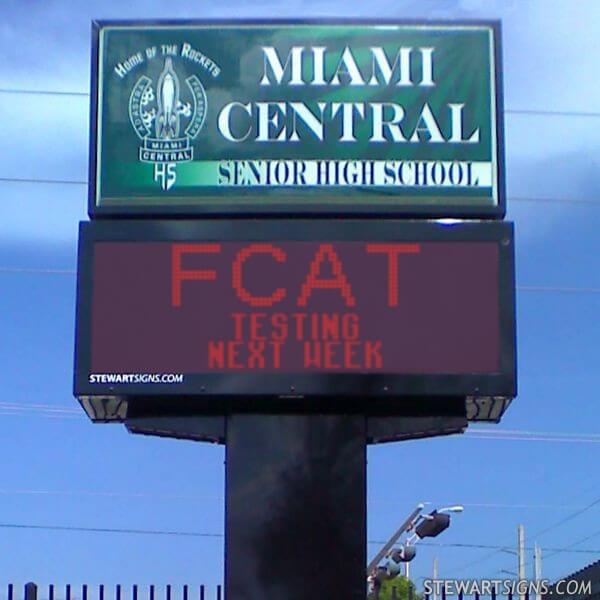 HOME OF THE ROCKETS
MIAMI
CENTRAL
HS
MIAMI
CENTRAL
SENIOR HIGH SCHOOL
FCAT
TESTING
NEXT WEEK
STEWARTSIGNS.COM
STEWARTSIGNS.COM